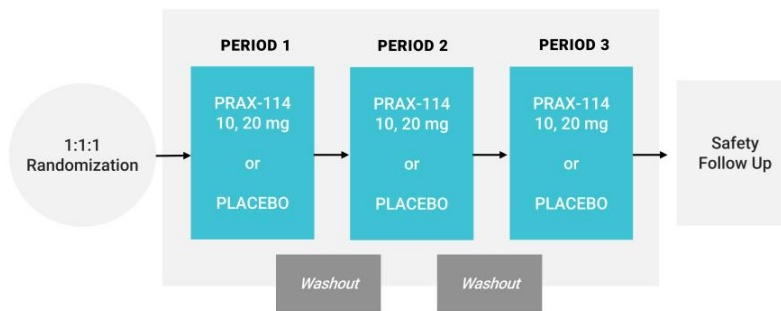 PERIOD 1
PERIOD 2
PERIOD 3
1:1:1
Randomization
PRAX-114
10, 20 mg
or
PLACEBO
PRAX-114
10, 20 mg
or
PLACEBO
PRAX-114
10, 20 mg
or
PLACEBO
Safety
Follow Up
Washout
Washout